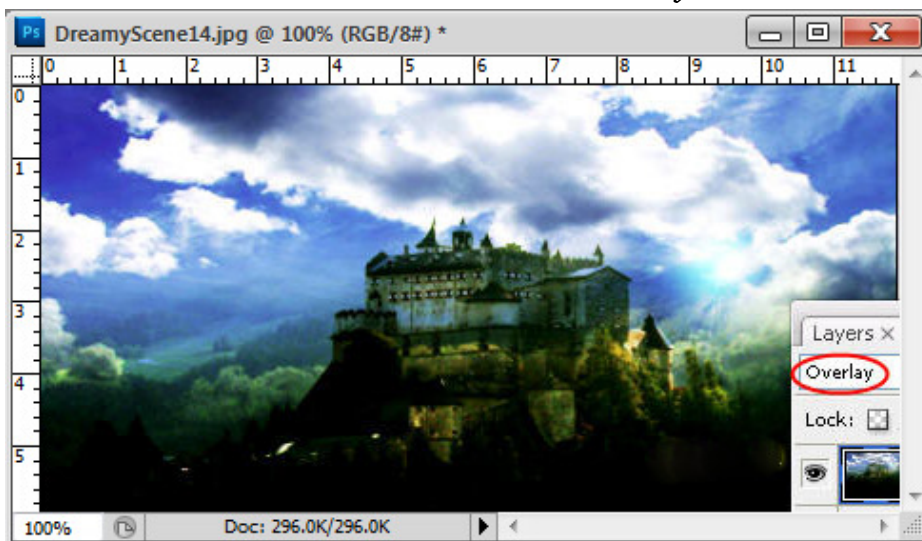 Ps DreamyScene14.jpg @ 100% (RGB/8#) *
0 1 2 3 4 5 6 7 8 9 10 11
0
1
2
3
4
5
Layers ×
Overlay
Lock:
100% Doc: 296.0K/296.0K